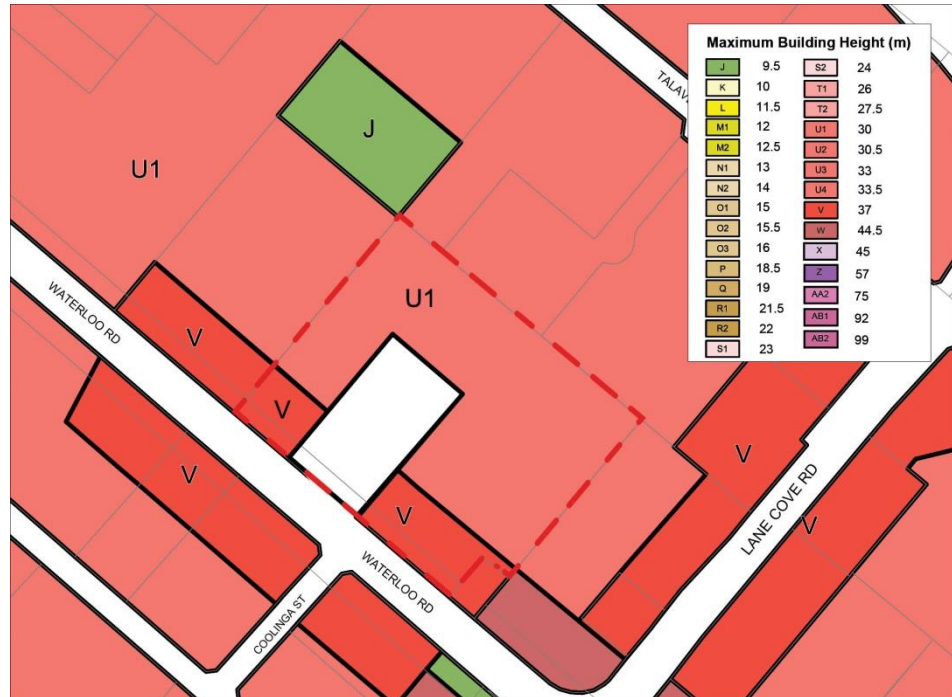 TALAV
Maximum Building Height (m)
J 9.5
K 10
L 11.5
M1 12
M2 12.5
N1 13
N2 14
O1 15
O2 15.5
O3 16
P 18.5
Q 19
R1 21.5
R2 22
S1 23
S2 24
T1 26
T2 27.5
U1 30
U2 30.5
U3 33
U4 33.5
V 37
W 44.5
X 45
Z 57
AA2 75
AB1 92
AB2 99
J
U1
U1
WATERLOO RD
V
V
V
V
V
V
LANE COVE RD
WATERLOO RD
COOLINGA ST